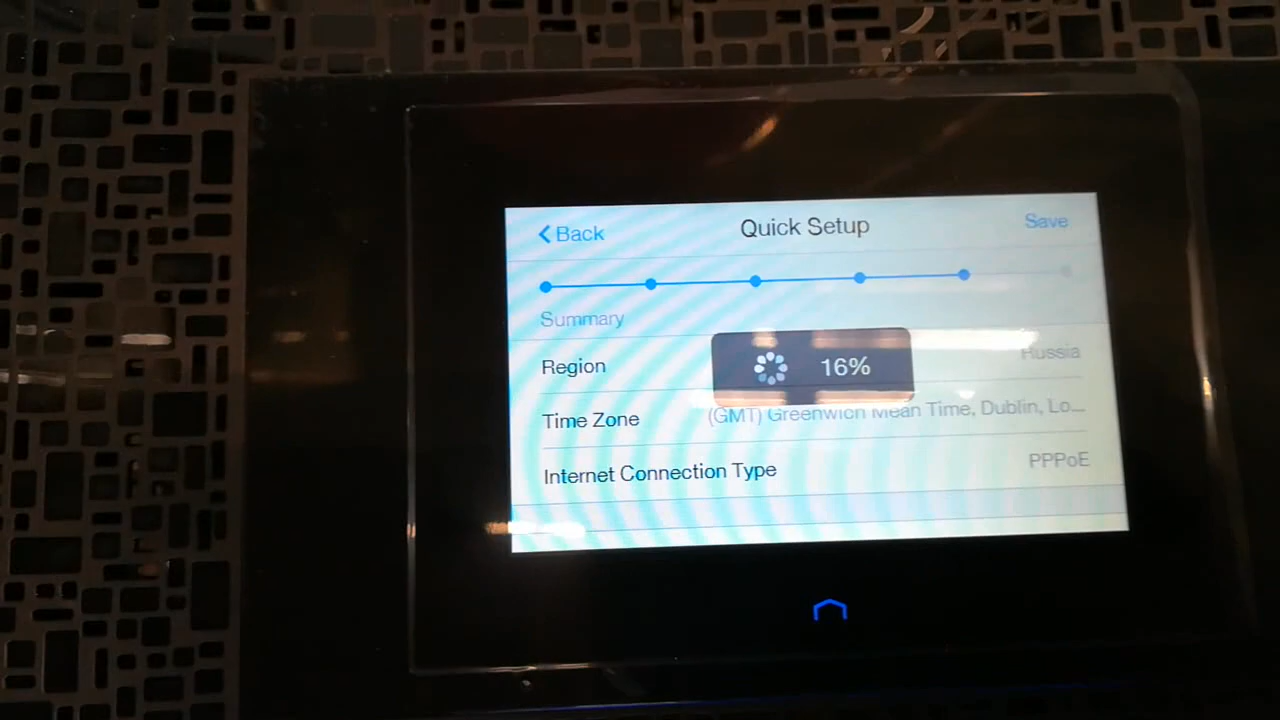 Back Quick Setup Save
Summary
16%
Region Russia
Time Zone (GMT) Greenwich Mean Time, Dublin, Lo...
Internet Connection Type PPPoE